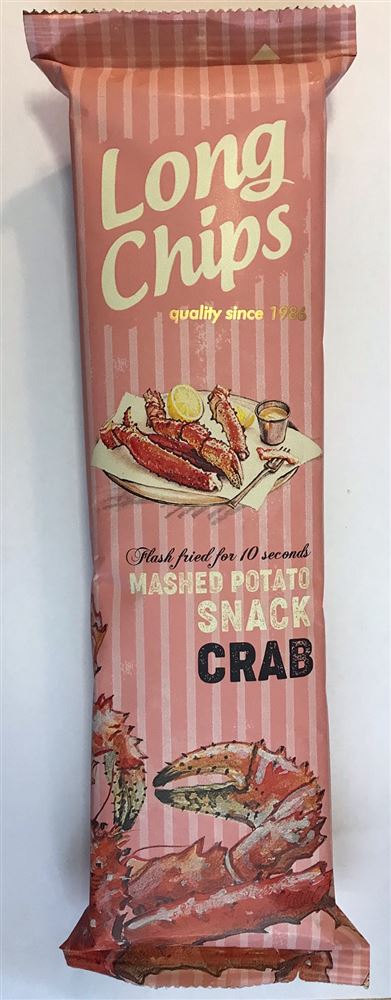 Long
Chips
quality since 1986
Flash fried for 10 seconds
MASHED POTATO
SNACK
CRAB